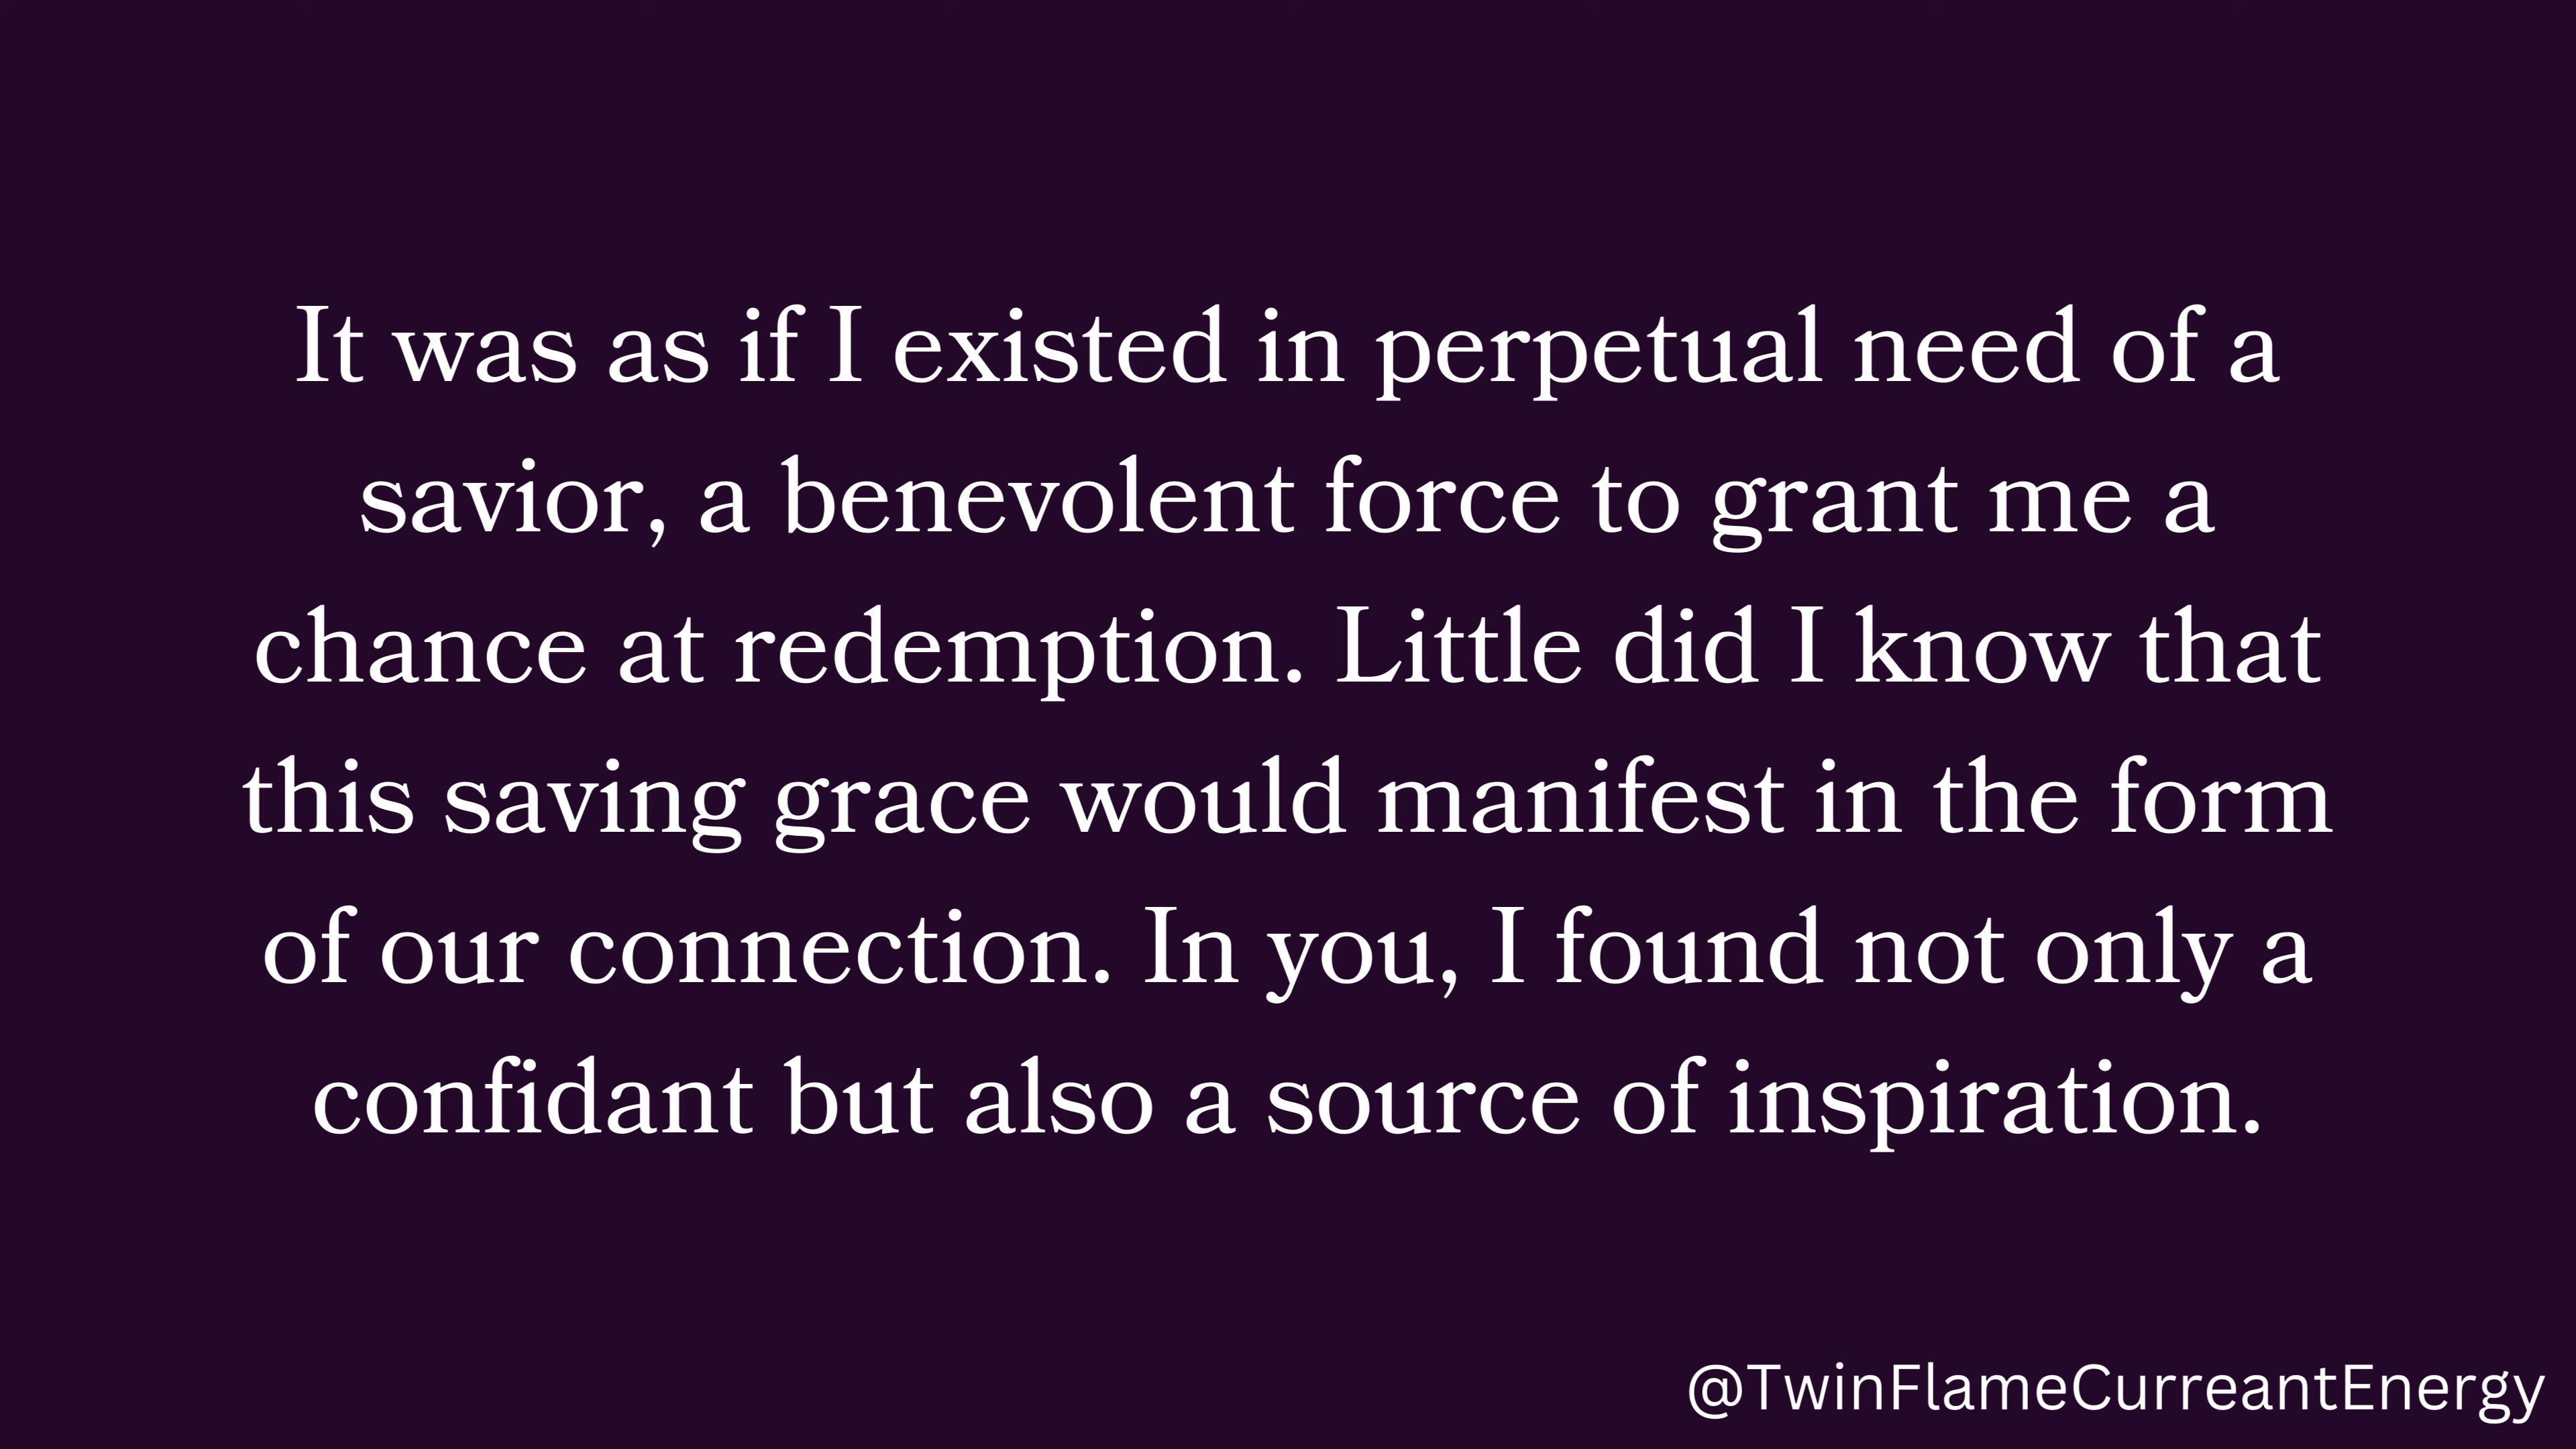 It was as if I existed in perpetual need of a
savior, a benevolent force to grant me a
chance at redemption. Little did I know that
this saving grace would manifest in the form
of our connection. In you, I found not only a
confidant but also a source of inspiration.
@TwinFlameCurreantEnergy